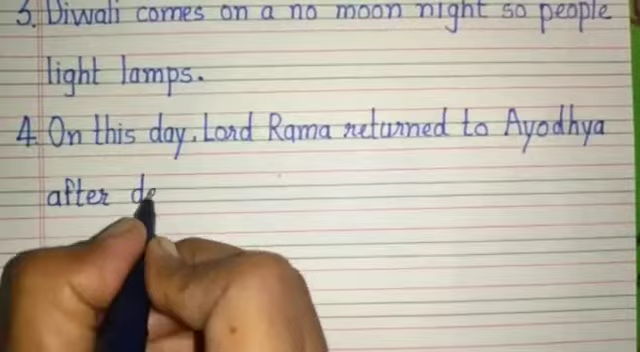 3. Diwali comes on a no moon night so people
light lamps.
4. On this day, Lord Rama returned to Ayodhya
after de